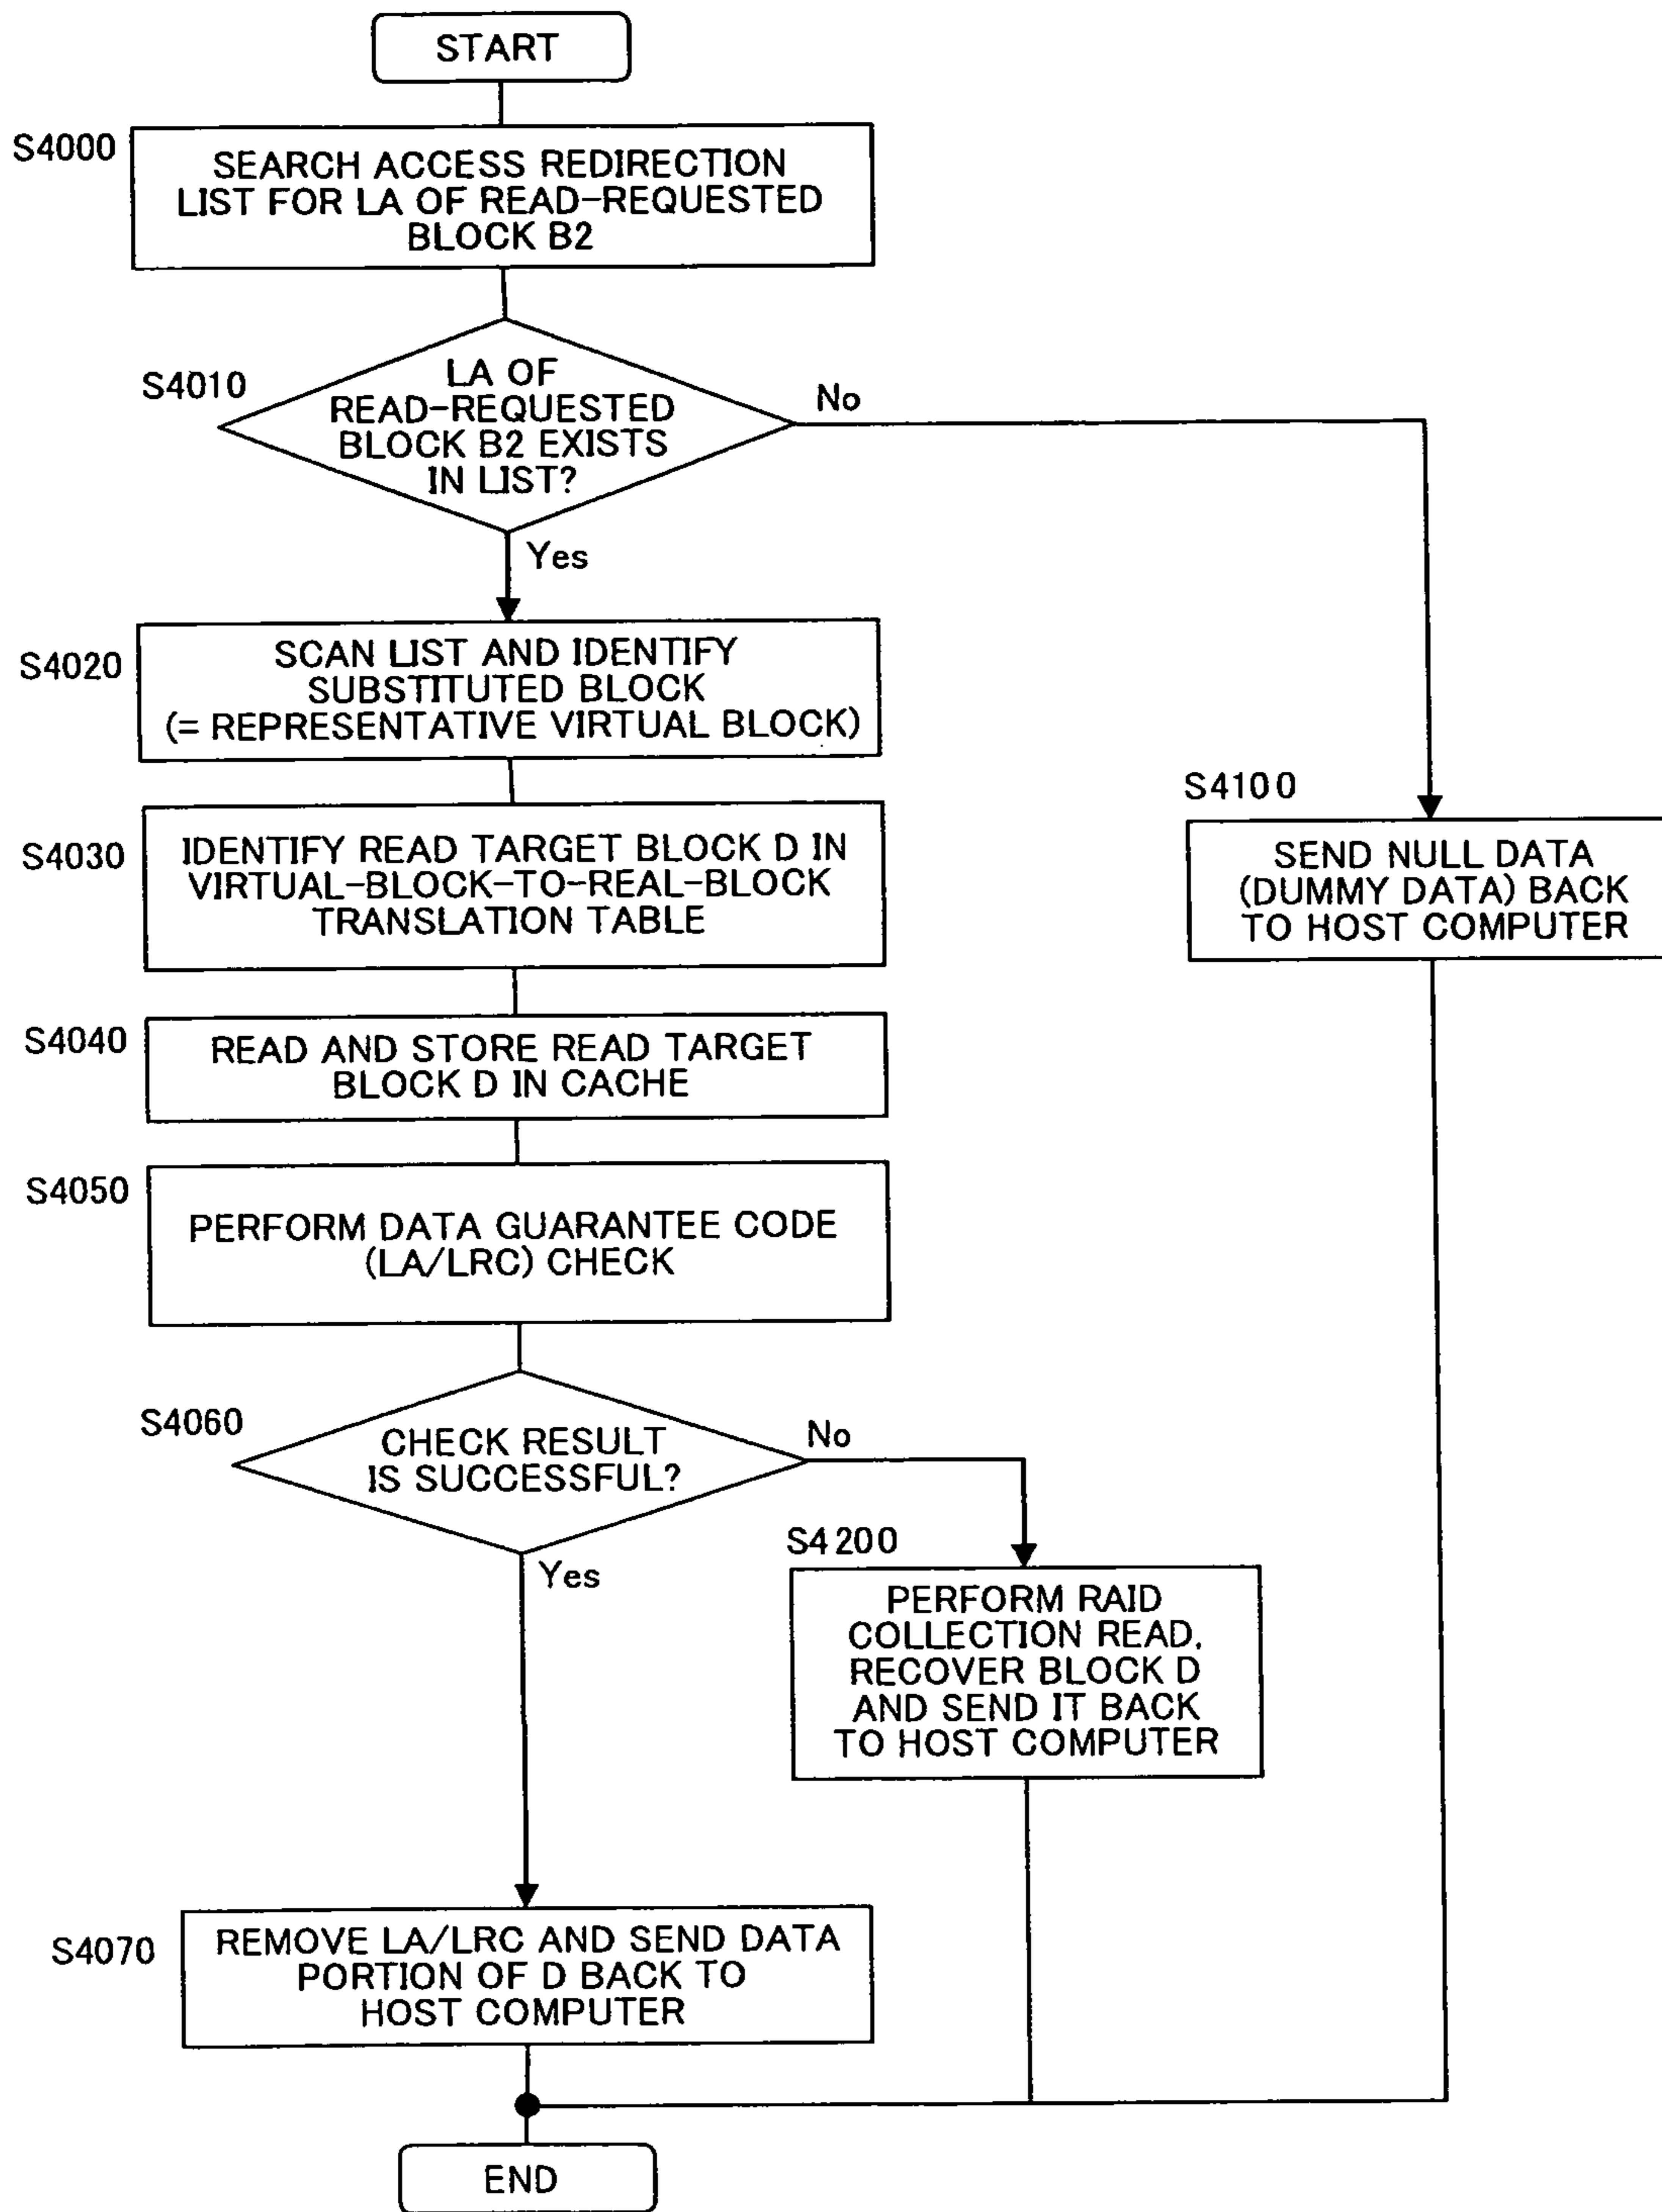 START
S4000
SEARCH ACCESS REDIRECTION
LIST FOR LA OF READ-REQUESTED
BLOCK B2
S4010
LA OF
READ-REQUESTED
BLOCK B2 EXISTS
IN LIST?
No
Yes
S4020
SCAN LIST AND IDENTIFY
SUBSTITUTED BLOCK
(= REPRESENTATIVE VIRTUAL BLOCK)
S4030
IDENTIFY READ TARGET BLOCK D IN
VIRTUAL-BLOCK-TO-REAL-BLOCK
TRANSLATION TABLE
S4100
SEND NULL DATA
(DUMMY DATA) BACK
TO HOST COMPUTER
S4040
READ AND STORE READ TARGET
BLOCK D IN CACHE
S4050
PERFORM DATA GUARANTEE CODE
(LA/LRC) CHECK
S4060
CHECK RESULT
IS SUCCESSFUL?
No
Yes
S4200
PERFORM RAID
COLLECTION READ,
RECOVER BLOCK D
AND SEND IT BACK
TO HOST COMPUTER
S4070
REMOVE LA/LRC AND SEND DATA
PORTION OF D BACK TO
HOST COMPUTER
END